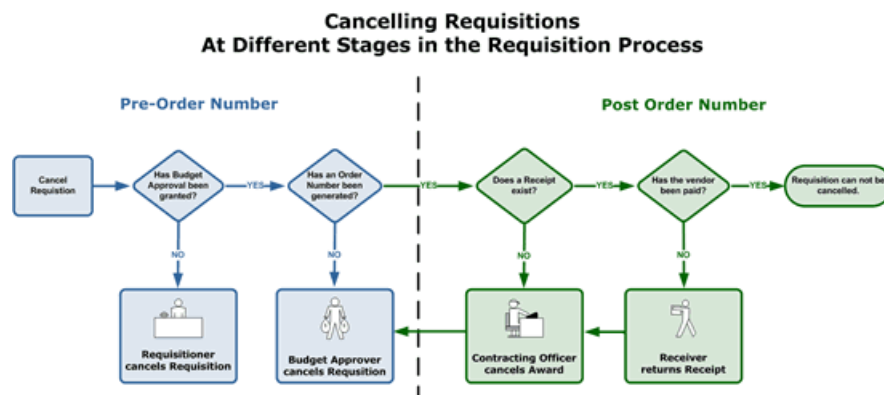 Cancelling Requisitions
At Different Stages in the Requisition Process
Pre-Order Number
Post Order Number
Cancel
Requistion
Has Budget
Approval been
granted?
YES
Has an Order
Number been
generated?
YES
Does a Receipt
exist?
YES
Has the vendor
been paid?
YES
Requisition can not be
cancelled.
NO
NO
NO
NO
Requisitioner
cancels Requisition
Budget Approver
cancels Requsition
Contracting Officer
cancels Award
Receiver
returns Receipt